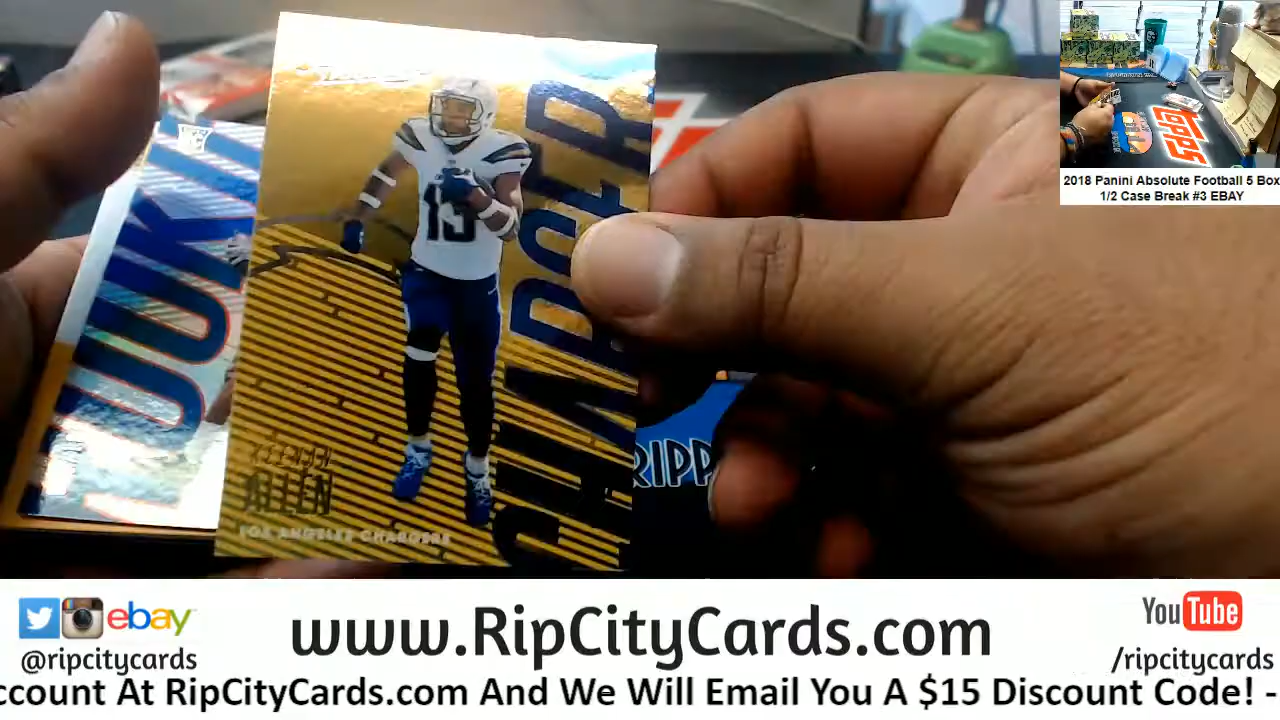 CHARGER
13
KEENAN
ALLEN
LOS ANGELES CHARGERS
RIPP
Topps
2018 Panini Absolute Football 5 Box
1/2 Case Break #3 EBAY
ebay
@ripcitycards
www.RipCityCards.com
YouTube
/ripcitycards
ccount At RipCityCards.com And We Will Email You A $15 Discount Code! -